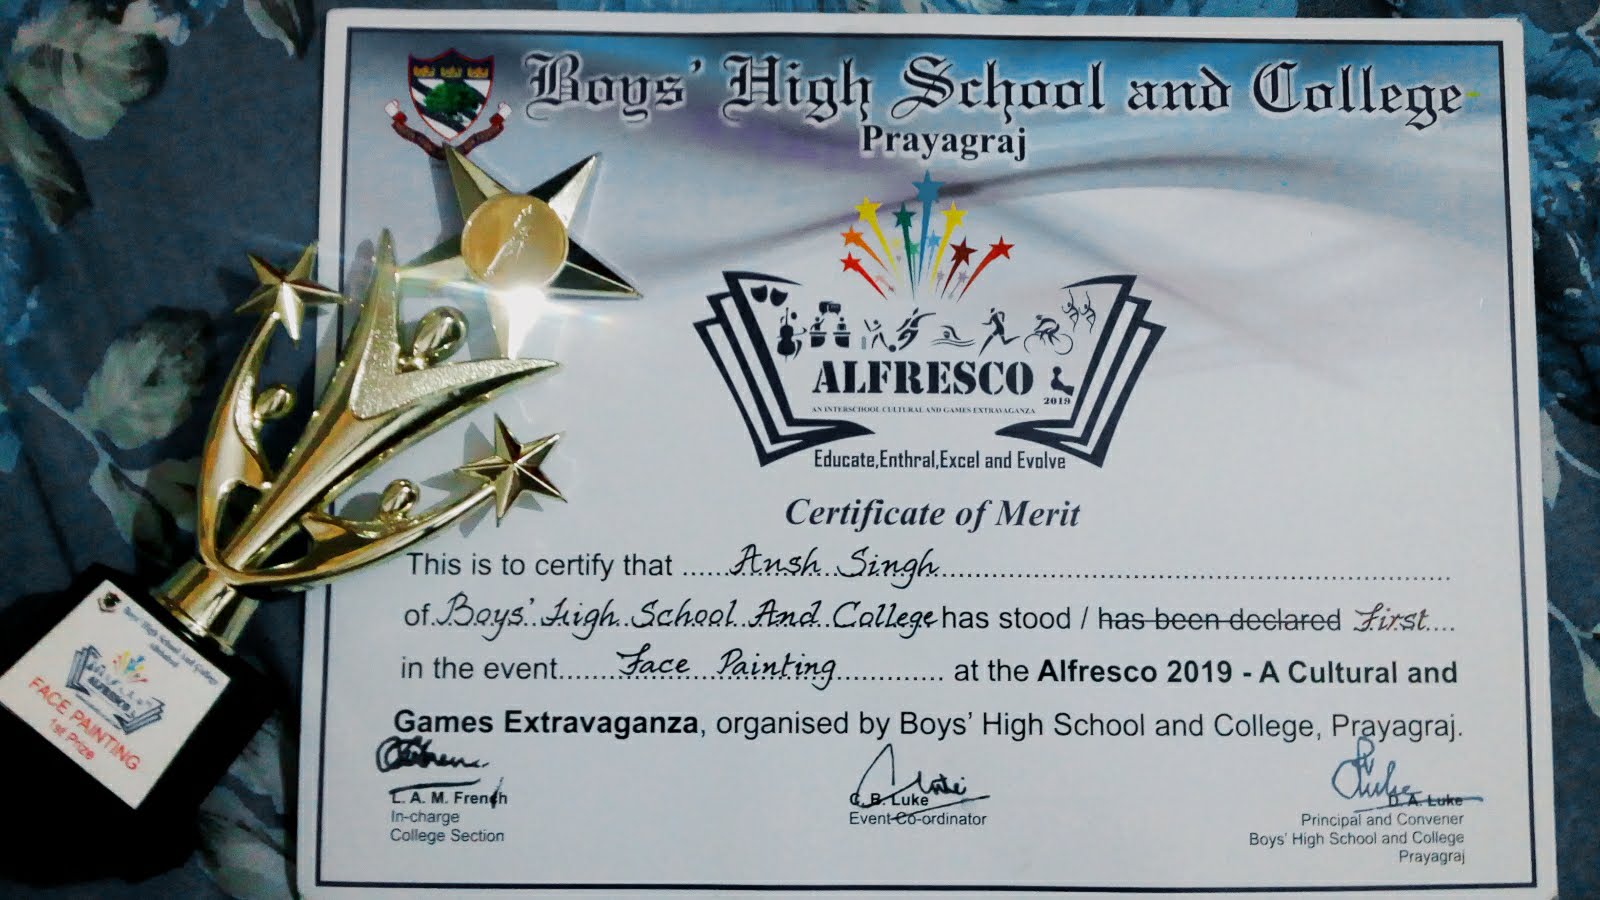 Boys' High School and College
Prayagraj
ALFRESCO
2019
AN INTERSCHOOL CULTURAL AND GAMES EXTRAVAGANZA
Educate,Enthral,Excel and Evolve
Certificate of Merit
This is to certify that ......Ansh Singh......
of Boys' High School And College has stood / has been declared First....
in the event.......Face Painting............. at the Alfresco 2019 - A Cultural and
Games Extravaganza, organised by Boys' High School and College, Prayagraj.
L. A. M. French
In-charge
College Section
C. B. Luke
Event Co-ordinator
D. A. Luke
Principal and Convener
Boys' High School and College
Prayagraj
Boys' High School and College
ALFRESCO
FACE PAINTING
1st Prize